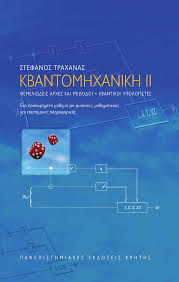 ΣΤΕΦΑΝΟΣ ΤΡΑΧΑΝΑΣ
ΚΒΑΝΤΟΜΗΧΑΝΙΚΗ ΙΙ
ΘΕΜΕΛΙΩΔΕΙΣ ΑΡΧΕΣ ΚΑΙ ΜΕΘΟΔΟΙ • ΚΒΑΝΤΙΚΟΙ ΥΠΟΛΟΓΙΣΤΕΣ
Ένα προχωρημένο μάθημα για φυσικούς, μαθηματικούς
και επιστήμονες πληροφορικής
ΠΑΝΕΠΙΣΤΗΜΙΑΚΕΣ ΕΚΔΟΣΕΙΣ ΚΡΗΤΗΣ